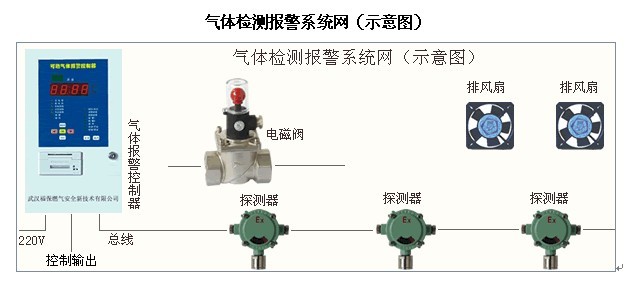 气体检测报警系统网（示意图）
气体检测报警系统网（示意图）
可燃气体报警控制器
88:88
气体报警控制器
电磁阀
排风扇
排风扇
武汉福保燃气安全新技术有限公司
探测器
探测器
探测器
Ex
Ex
Ex
220V
总线
控制输出